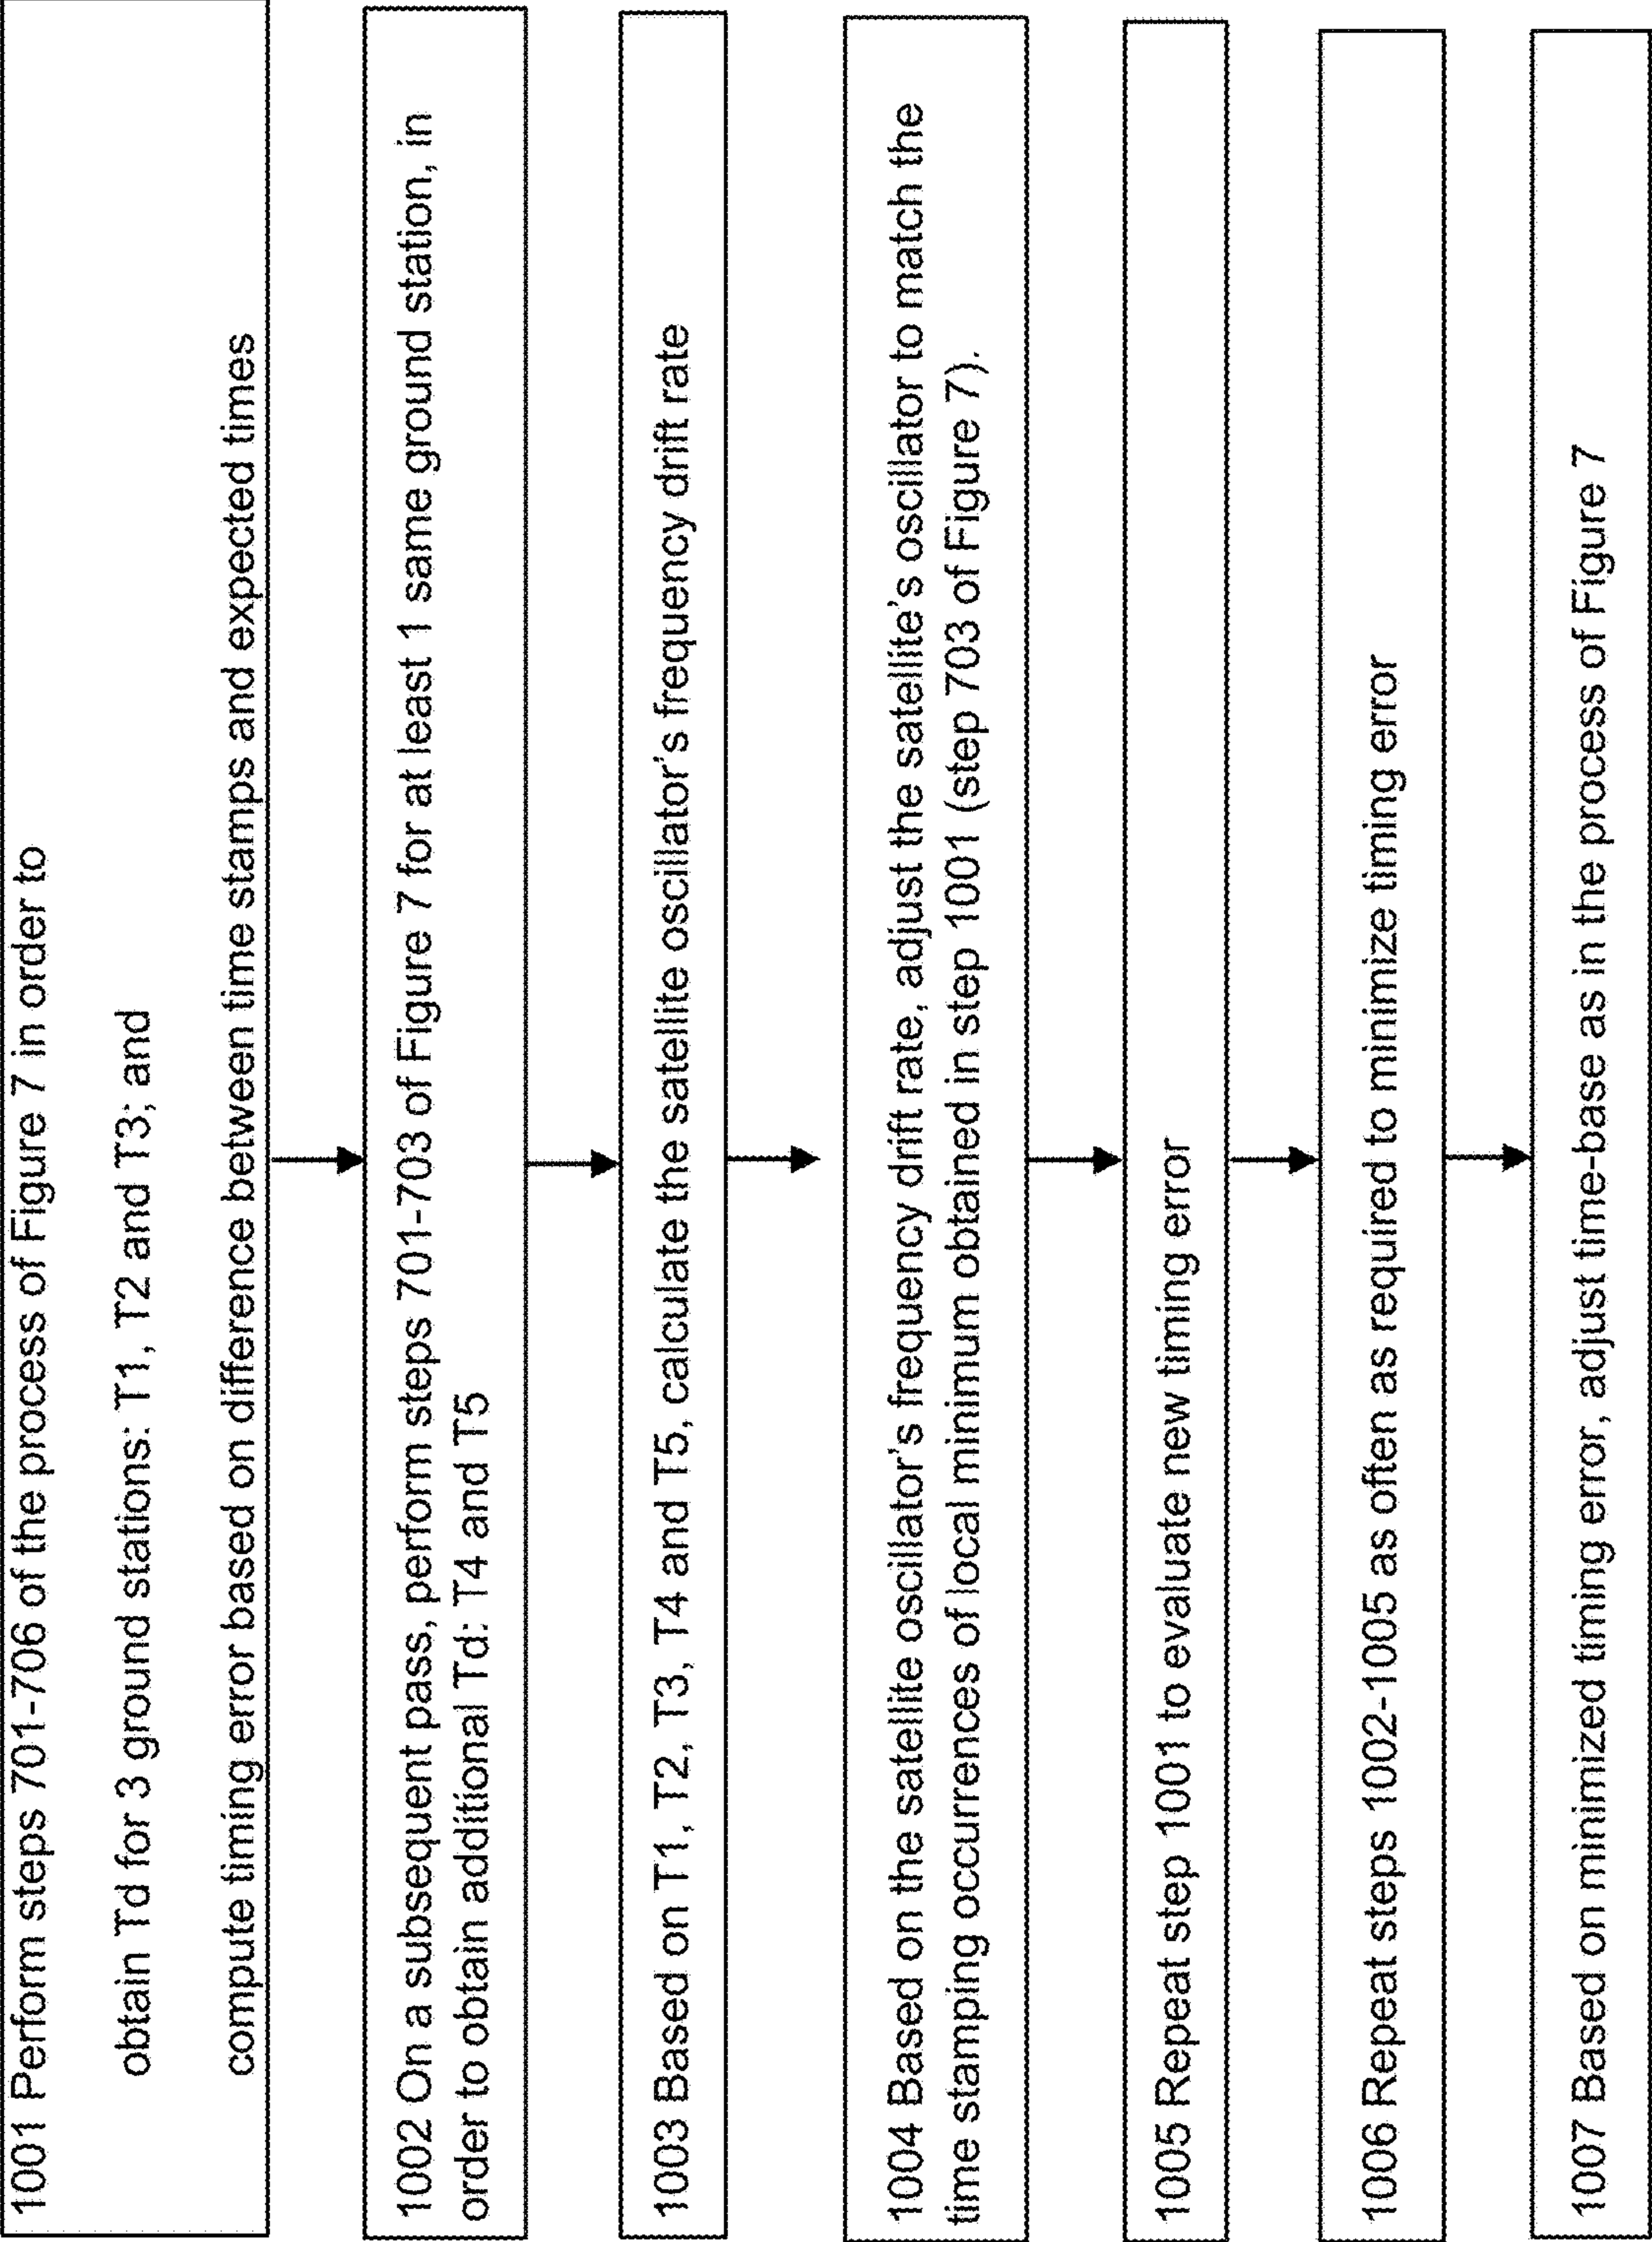 1001 Perform steps 701-706 of the process of Figure 7 in order to
obtain Td for 3 ground stations: T1, T2 and T3; and
compute timing error based on difference between time stamps and expected times
1002 On a subsequent pass, perform steps 701-703 of Figure 7 for at least 1 same ground station, in
order to obtain additional Td: T4 and T5
1003 Based on T1, T2, T3, T4 and T5, calculate the satellite oscillator's frequency drift rate
1004 Based on the satellite oscillator's frequency drift rate, adjust the satellite's oscillator to match the
time stamping occurrences of local minimum obtained in step 1001 (step 703 of Figure 7).
1005 Repeat step 1001 to evaluate new timing error
1006 Repeat steps 1002-1005 as often as required to minimize timing error
1007 Based on minimized timing error, adjust time-base as in the process of Figure 7